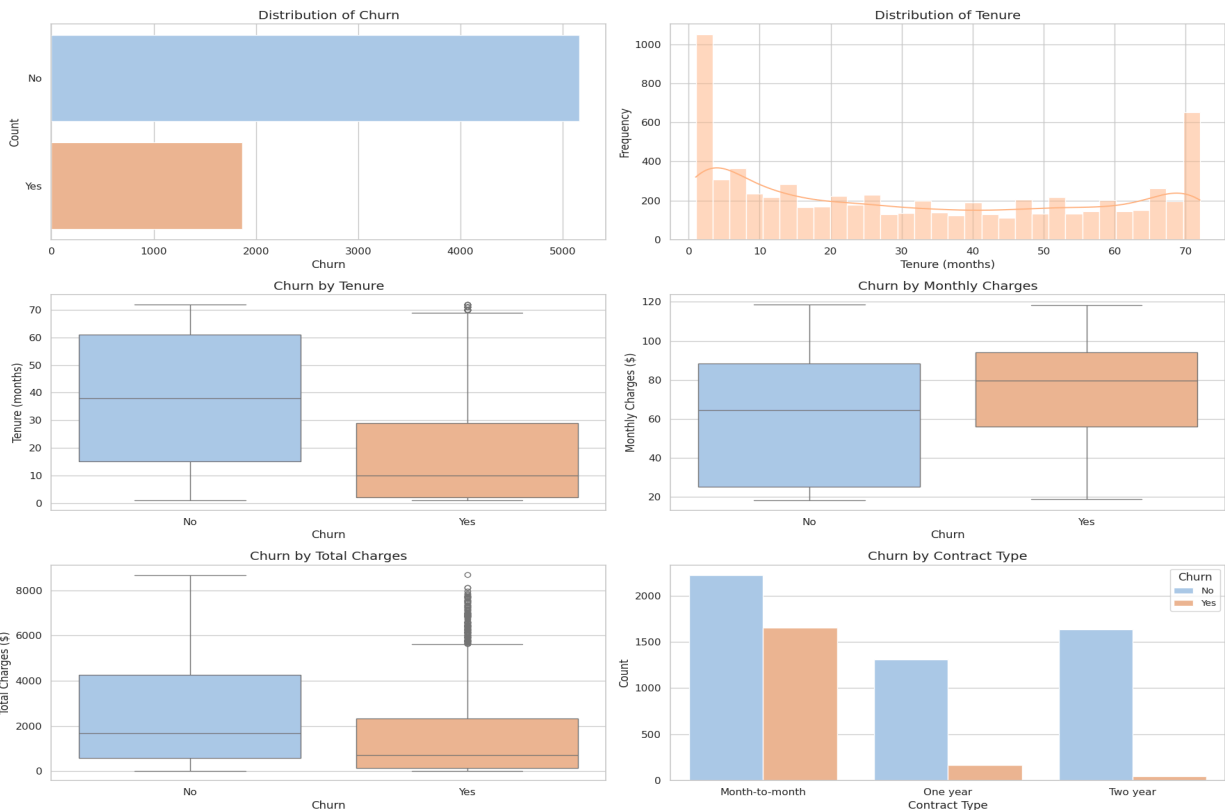 Distribution of Churn
No
Yes
Count
0 1000 2000 3000 4000 5000
Churn
Distribution of Tenure
1000
800
600
400
200
0
Frequency
0 10 20 30 40 50 60 70
Tenure (months)
Churn by Tenure
70
60
50
40
30
20
10
0
Tenure (months)
No Yes
Churn
Churn by Monthly Charges
120
100
80
60
40
20
Monthly Charges ($)
No Yes
Churn
Churn by Total Charges
8000
6000
4000
2000
0
Total Charges ($)
No Yes
Churn
Churn by Contract Type
Churn
No
Yes
2000
1500
1000
500
0
Count
Month-to-month One year Two year
Contract Type